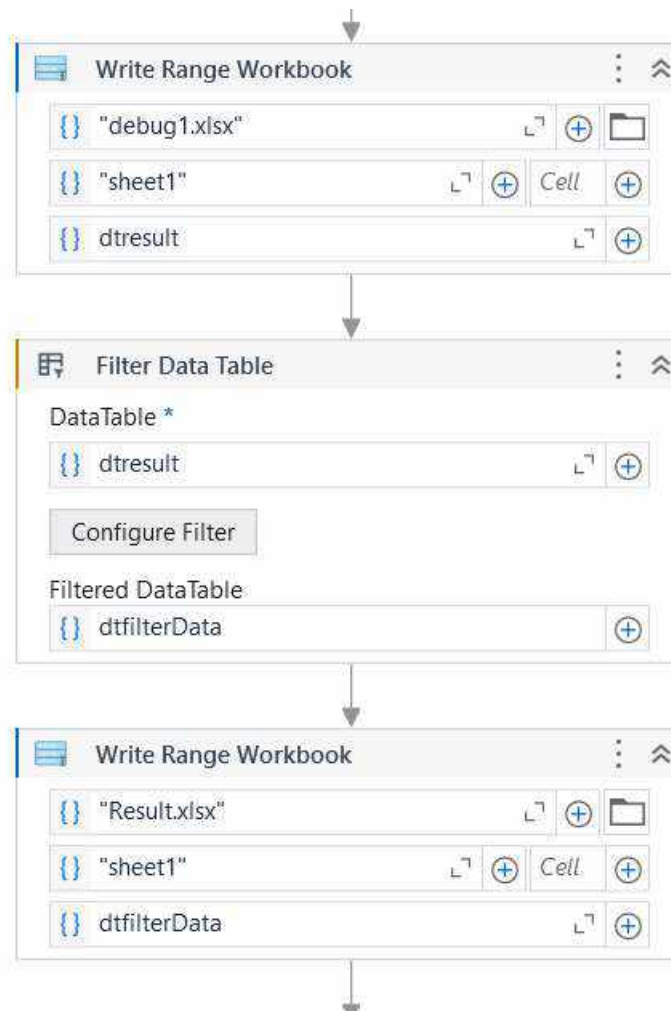 Write Range Workbook
{} "debug1.xlsx"
{} "sheet1" Cell
{} dtresult
Filter Data Table
DataTable *
{} dtresult
Configure Filter
Filtered DataTable
{} dtfilterData
Write Range Workbook
{} "Result.xlsx"
{} "sheet1" Cell
{} dtfilterData